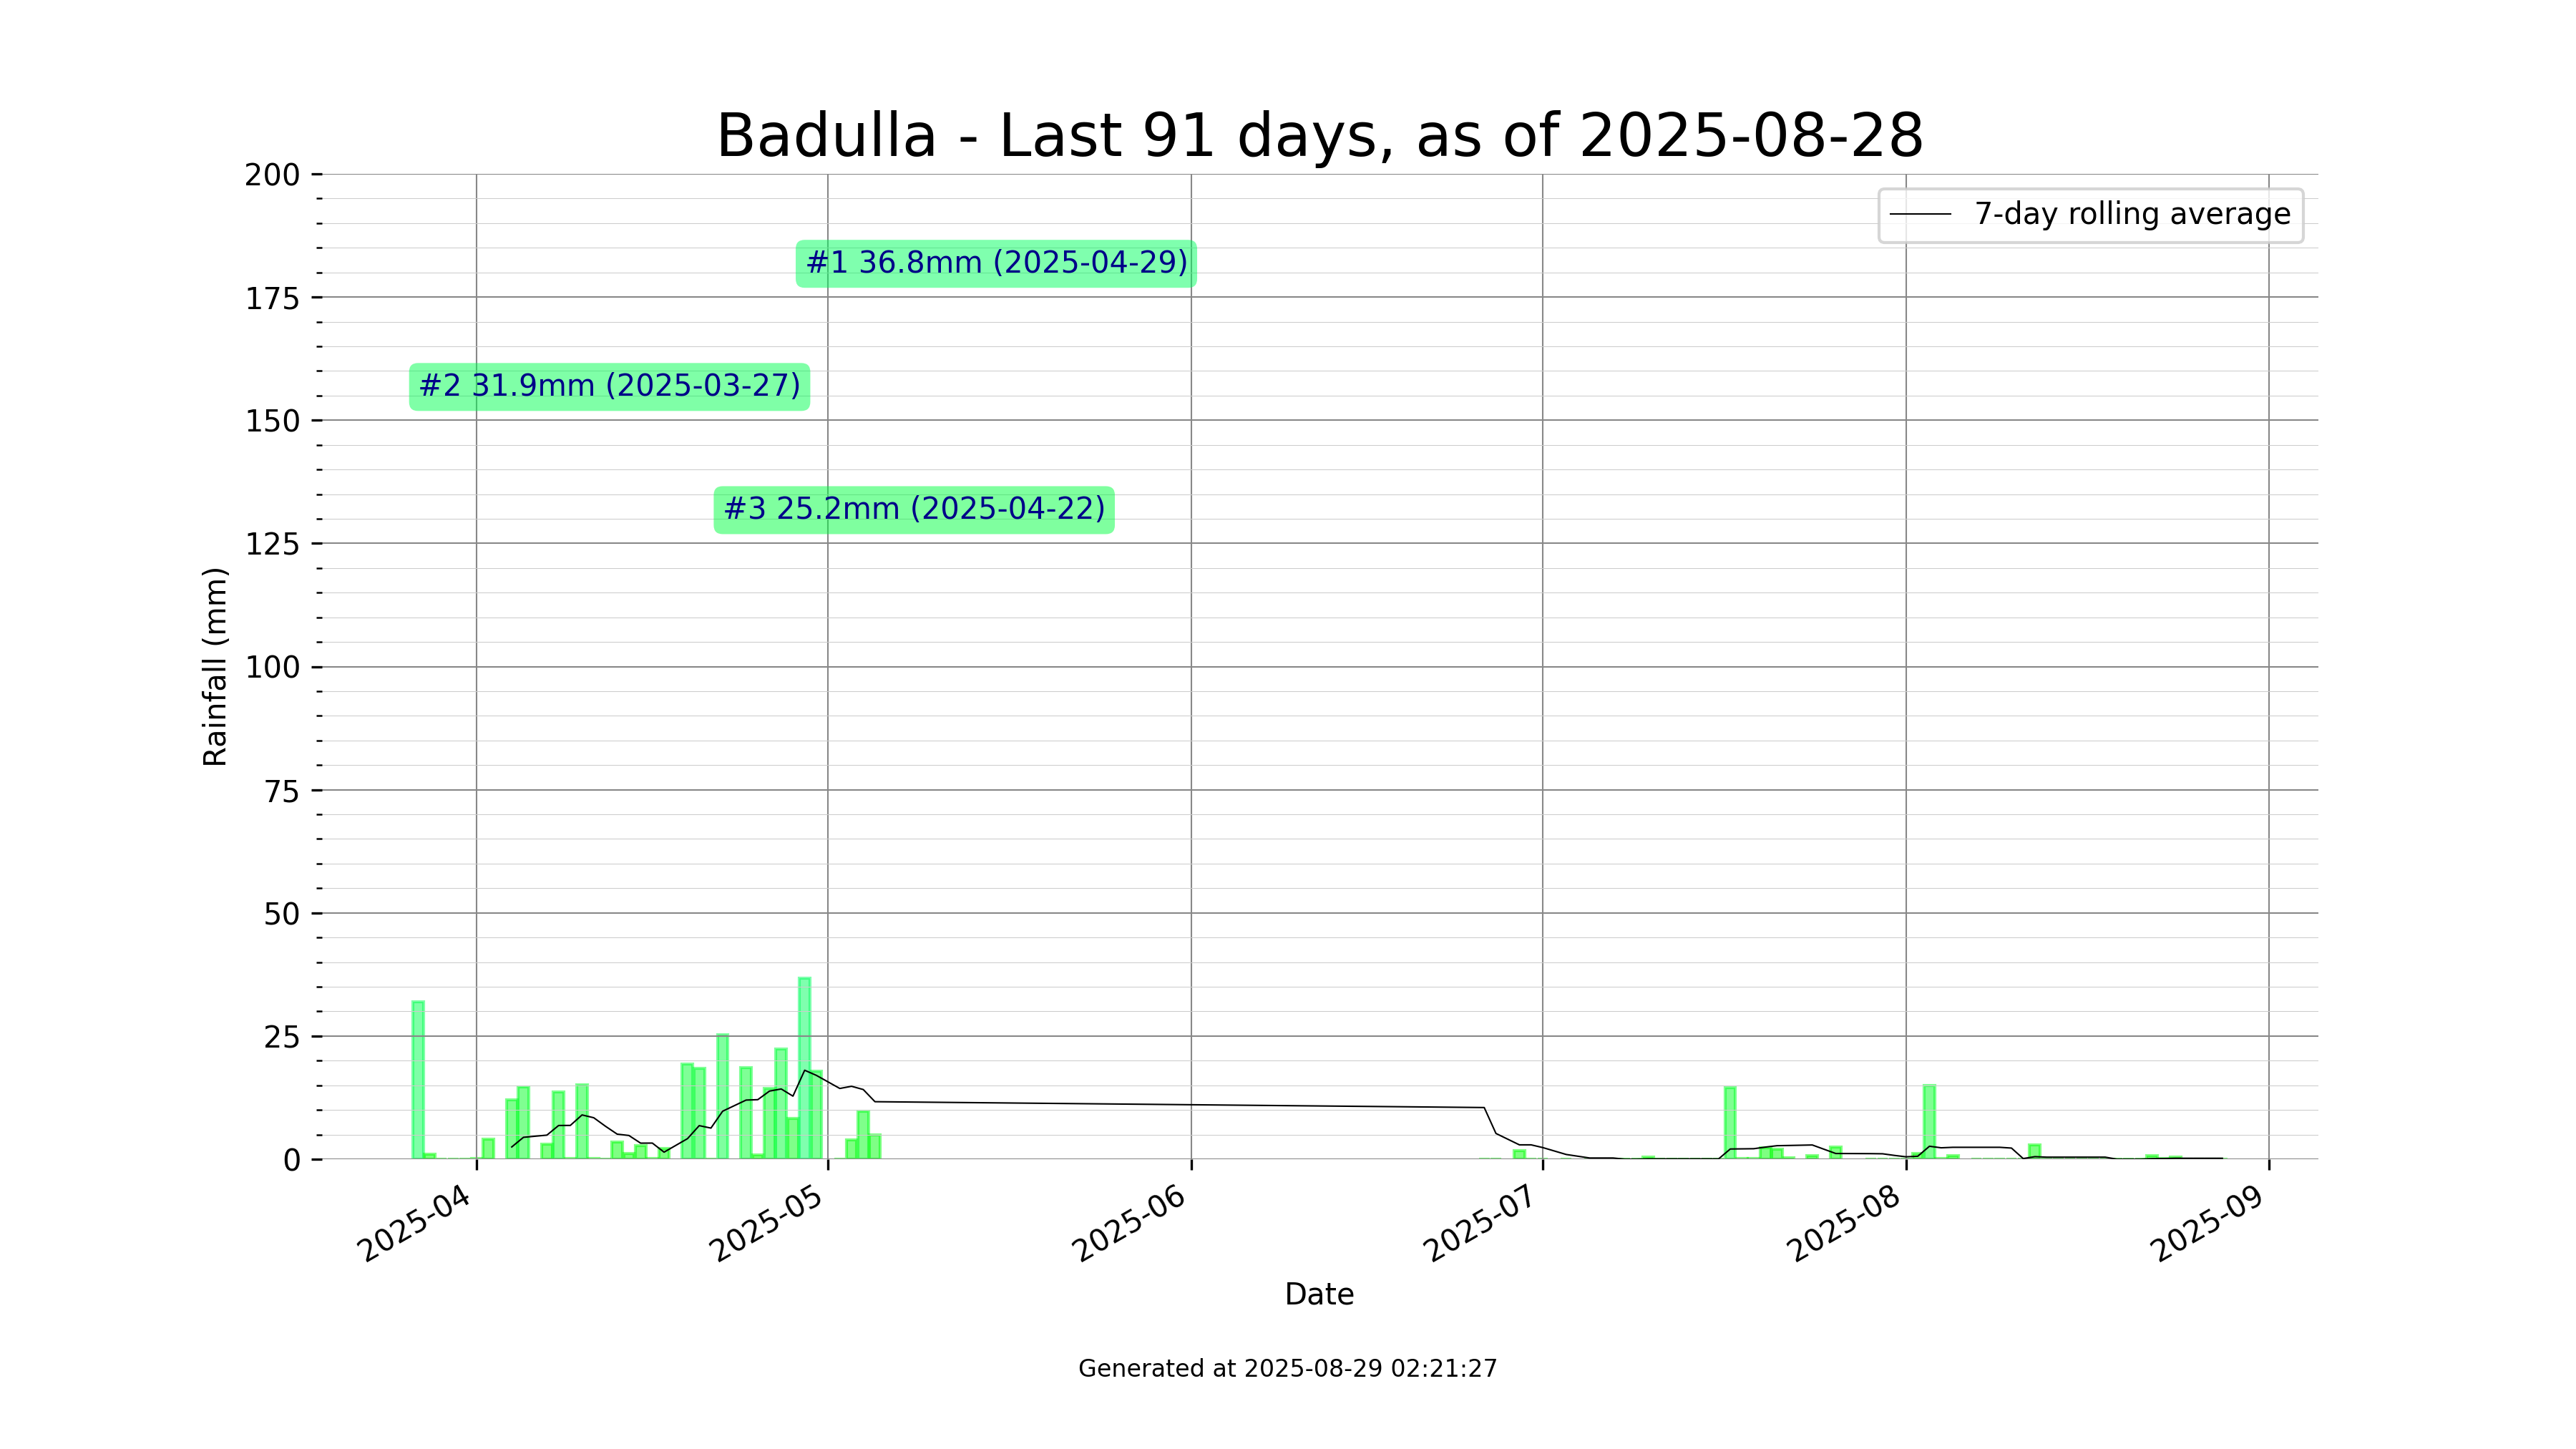 Badulla - Last 91 days, as of 2025-08-28
200
175
150
125
100
75
50
25
0
Rainfall (mm)
7-day rolling average
#1 36.8mm (2025-04-29)
#2 31.9mm (2025-03-27)
#3 25.2mm (2025-04-22)
2025-04
2025-05
2025-06
2025-07
2025-08
2025-09
Date
Generated at 2025-08-29 02:21:27